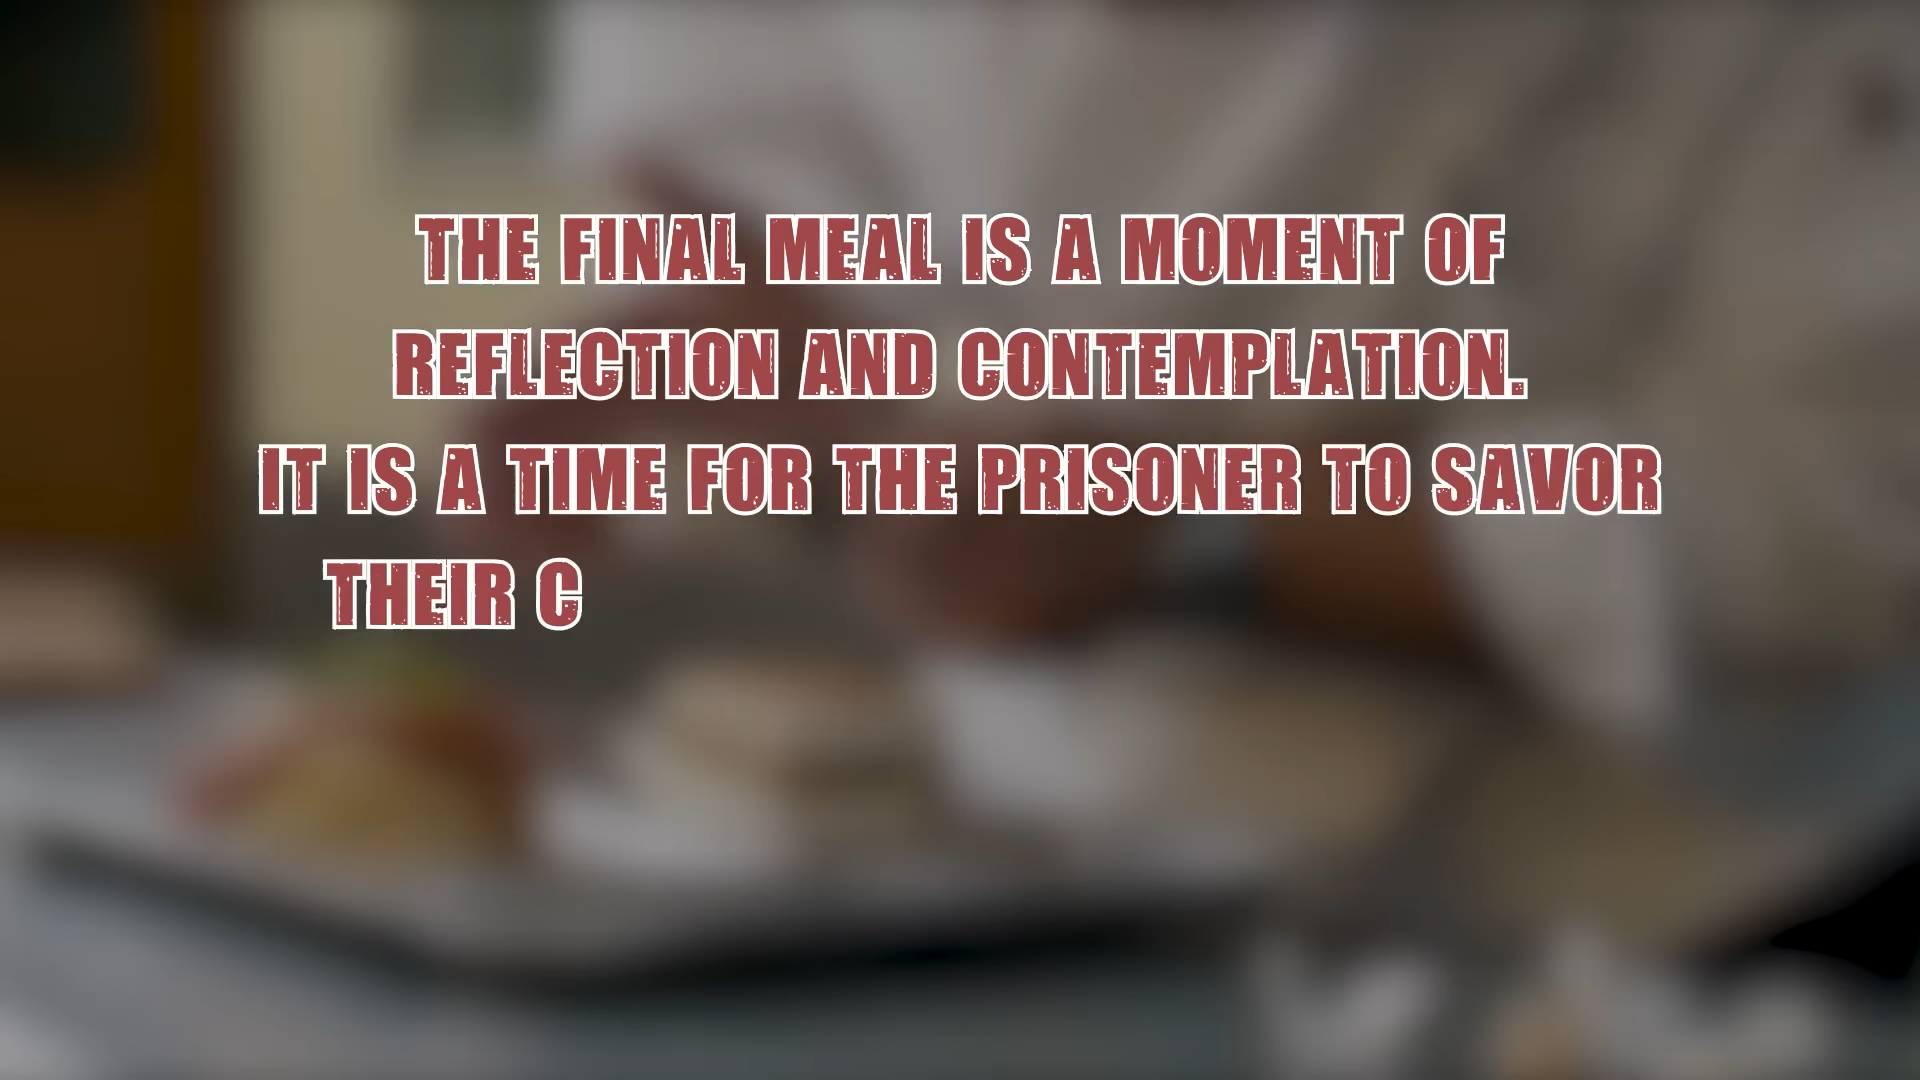 THE FINAL MEAL IS A MOMENT OF
REFLECTION AND CONTEMPLATION.
IT IS A TIME FOR THE PRISONER TO SAVOR
THEIR C